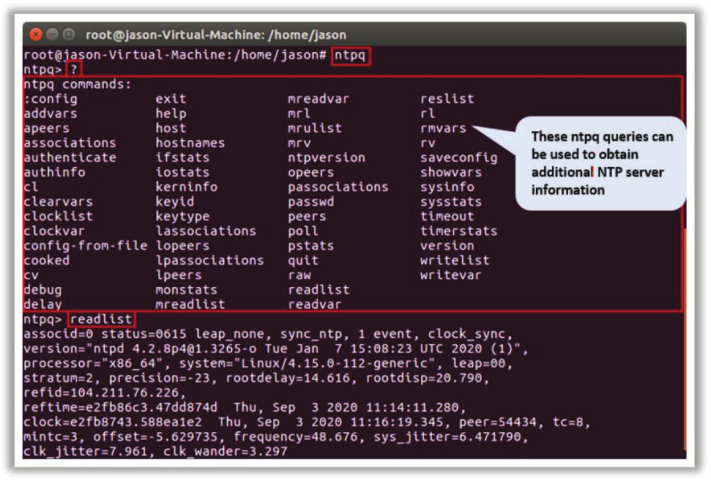 root@jason-Virtual-Machine: /home/jason
root@jason-Virtual-Machine:/home/jason# ntpq
ntpq> ?
ntpq commands:
:config exit mreadvar reslist
addvars help mrl rl
apeers host mrulist rmvars
associations hostnames mrv rv
authenticate ifstats ntpversion saveconfig
authinfo iostats opeers showvars
cl kerninfo passociations sysinfo
clearvars keyid passwd sysstats
clocklist keytype peers timeout
clockvar lassociations poll timerstats
config-from-file lopeers pstats version
cooked lpassociations quit writelist
cv lpeers raw writevar
debug monstats readlist
delay mreadlist readvar
These ntpq queries can
be used to obtain
additional NTP server
information
ntpq> readlist
associd=0 status=0615 leap_none, sync_ntp, 1 event, clock_sync,
version="ntpd 4.2.8p4@1.3265-o Tue Jan 7 15:08:23 UTC 2020 (1)",
processor="x86_64", system="Linux/4.15.0-112-generic", leap=00,
stratum=2, precision=-23, rootdelay=14.616, rootdisp=20.790,
refid=104.211.76.226,
reftime=e2fb86c3.47dd874d Thu, Sep 3 2020 11:14:11.280,
clock=e2fb8743.588ea1e2 Thu, Sep 3 2020 11:16:19.345, peer=54434, tc=8,
mintc=3, offset=-5.629735, frequency=48.676, sys_jitter=6.471790,
clk_jitter=7.961, clk_wander=3.297